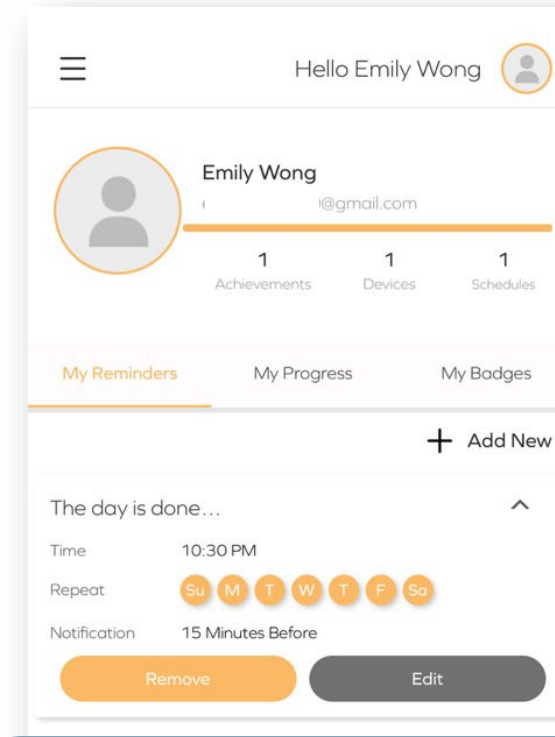 Hello Emily Wong
Emily Wong
@gmail.com
1 1 1
Achievements Devices Schedules
My Reminders My Progress My Badges
+ Add New
The day is done...
Time 10:30 PM
Repeat Su M T W T F Sa
Notification 15 Minutes Before
Remove Edit